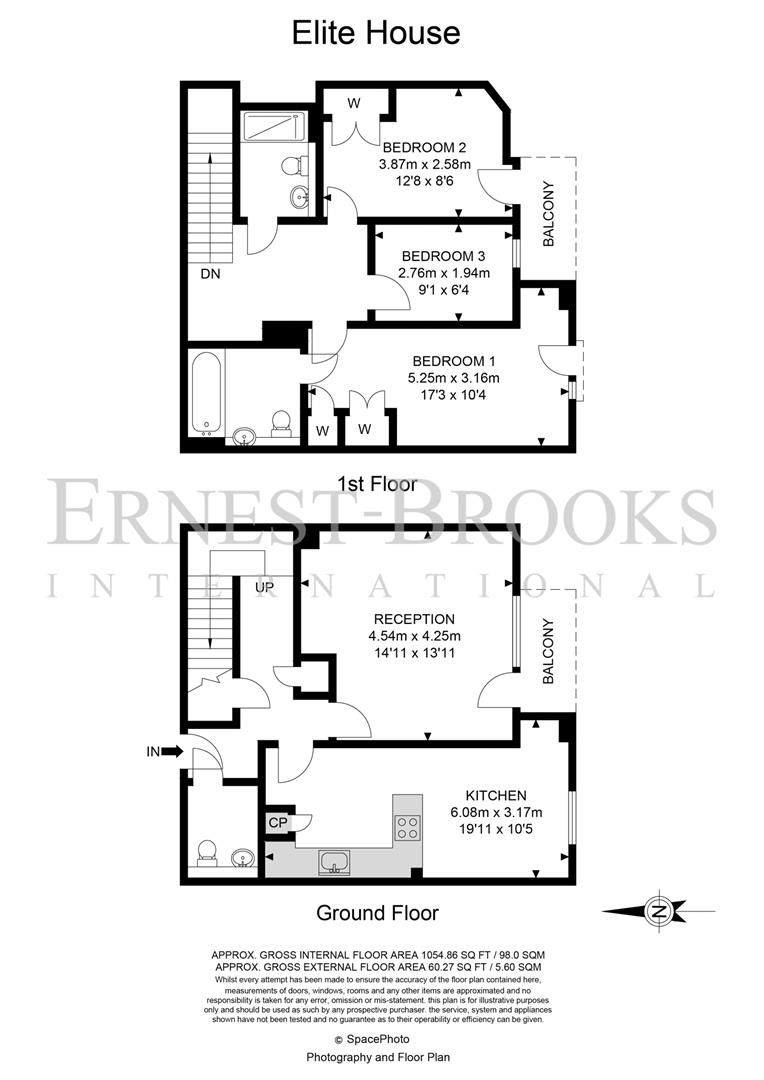 Elite House
W
BEDROOM 2
3.87m x 2.58m
12'8 x 8'6
BALCONY
BEDROOM 3
2.76m x 1.94m
9'1 x 6'4
DN
BEDROOM 1
5.25m x 3.16m
17'3 x 10'4
W
W
1st Floor
ERNEST-BROOKS
INTERNATIONAL
UP
RECEPTION
4.54m x 4.25m
14'11 x 13'11
BALCONY
IN
KITCHEN
6.08m x 3.17m
19'11 x 10'5
CP
Ground Floor
N
APPROX. GROSS INTERNAL FLOOR AREA 1054.86 SQ FT / 98.0 SQM
APPROX. GROSS EXTERNAL FLOOR AREA 60.27 SQ FT / 5.60 SQM
Whilst every attempt has been made to ensure the accuracy of the floor plan contained here,
measurements of doors, windows, rooms and any other items are approximated and no
responsibility is taken for any error, omission or mis-statement. this plan is for illustrative purposes
only and should be used as such by any prospective purchaser. the service, system and appliances
shown have not been tested and no guarantee as to their operability or efficiency can be given.
© SpacePhoto
Photography and Floor Plan